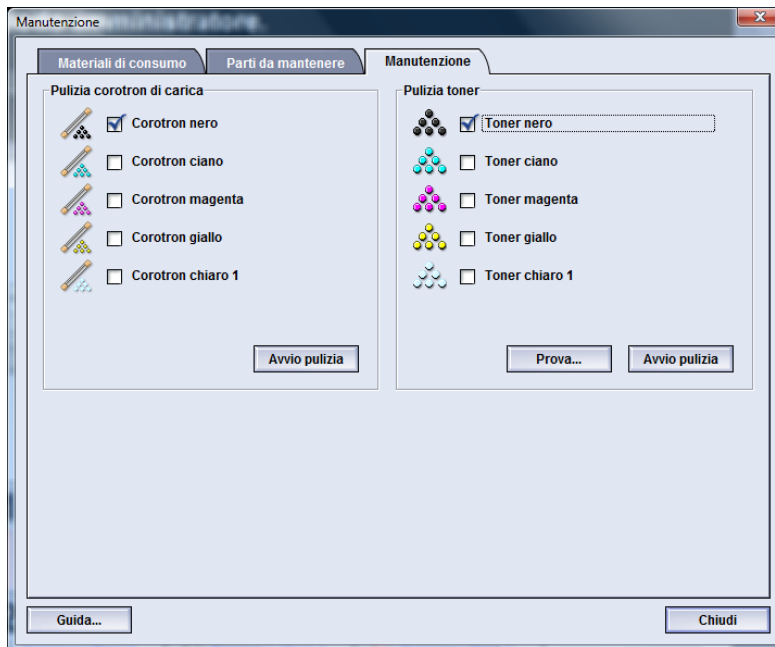 Manutenzione
Materiali di consumo
Parti da mantenere
Manutenzione
Pulizia corotron di carica
Corotron nero
Corotron ciano
Corotron magenta
Corotron giallo
Corotron chiaro 1
Avvio pulizia
Pulizia toner
Toner nero
Toner ciano
Toner magenta
Toner giallo
Toner chiaro 1
Prova...
Avvio pulizia
Guida...
Chiudi